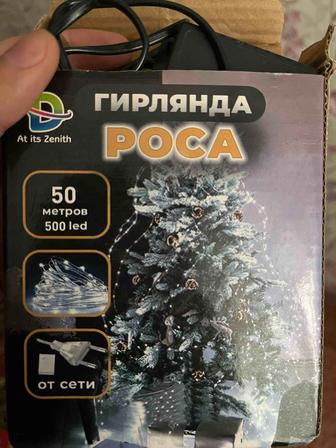 At its Zenith
ГИРЛЯНДА
РОСА
50
метров
500 led
от сети